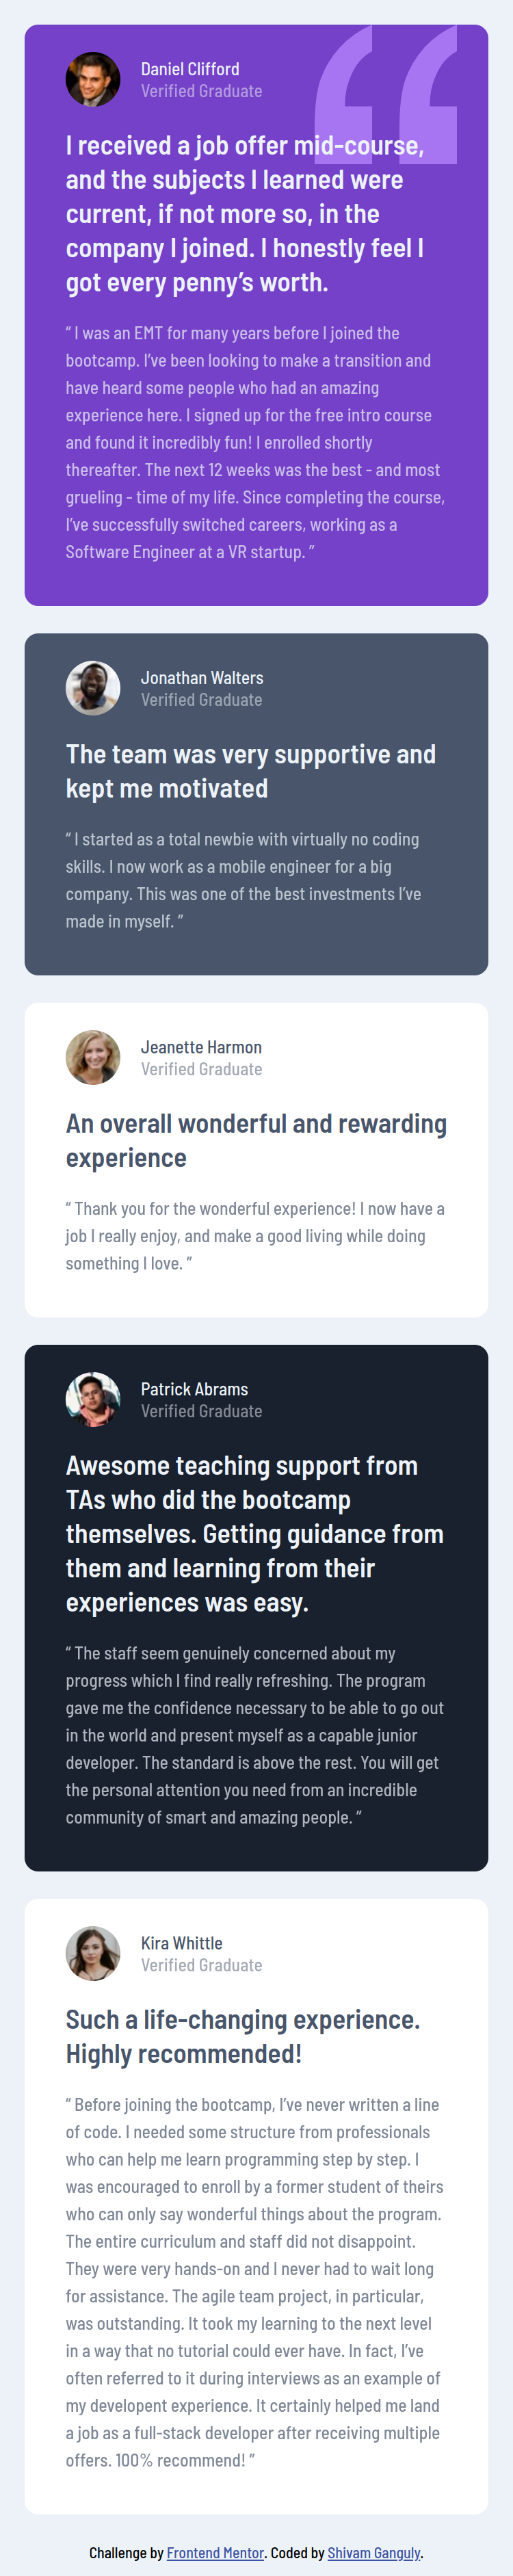 Daniel Clifford
Verified Graduate
I received a job offer mid-course,
and the subjects I learned were
current, if not more so, in the
company I joined. I honestly feel I
got every penny’s worth.
“ I was an EMT for many years before I joined the
bootcamp. I’ve been looking to make a transition and
have heard some people who had an amazing
experience here. I signed up for the free intro course
and found it incredibly fun! I enrolled shortly
thereafter. The next 12 weeks was the best - and most
grueling - time of my life. Since completing the course,
I’ve successfully switched careers, working as a
Software Engineer at a VR startup. ”
Jonathan Walters
Verified Graduate
The team was very supportive and
kept me motivated
“ I started as a total newbie with virtually no coding
skills. I now work as a mobile engineer for a big
company. This was one of the best investments I’ve
made in myself. ”
Jeanette Harmon
Verified Graduate
An overall wonderful and rewarding
experience
“ Thank you for the wonderful experience! I now have a
job I really enjoy, and make a good living while doing
something I love. ”
Patrick Abrams
Verified Graduate
Awesome teaching support from
TAs who did the bootcamp
themselves. Getting guidance from
them and learning from their
experiences was easy.
“ The staff seem genuinely concerned about my
progress which I find really refreshing. The program
gave me the confidence necessary to be able to go out
in the world and present myself as a capable junior
developer. The standard is above the rest. You will get
the personal attention you need from an incredible
community of smart and amazing people. ”
Kira Whittle
Verified Graduate
Such a life-changing experience.
Highly recommended!
“ Before joining the bootcamp, I’ve never written a line
of code. I needed some structure from professionals
who can help me learn programming step by step. I
was encouraged to enroll by a former student of theirs
who can only say wonderful things about the program.
The entire curriculum and staff did not disappoint.
They were very hands-on and I never had to wait long
for assistance. The agile team project, in particular,
was outstanding. It took my learning to the next level
in a way that no tutorial could ever have. In fact, I’ve
often referred to it during interviews as an example of
my developent experience. It certainly helped me land
a job as a full-stack developer after receiving multiple
offers. 100% recommend! ”
Challenge by Frontend Mentor. Coded by Shivam Ganguly.